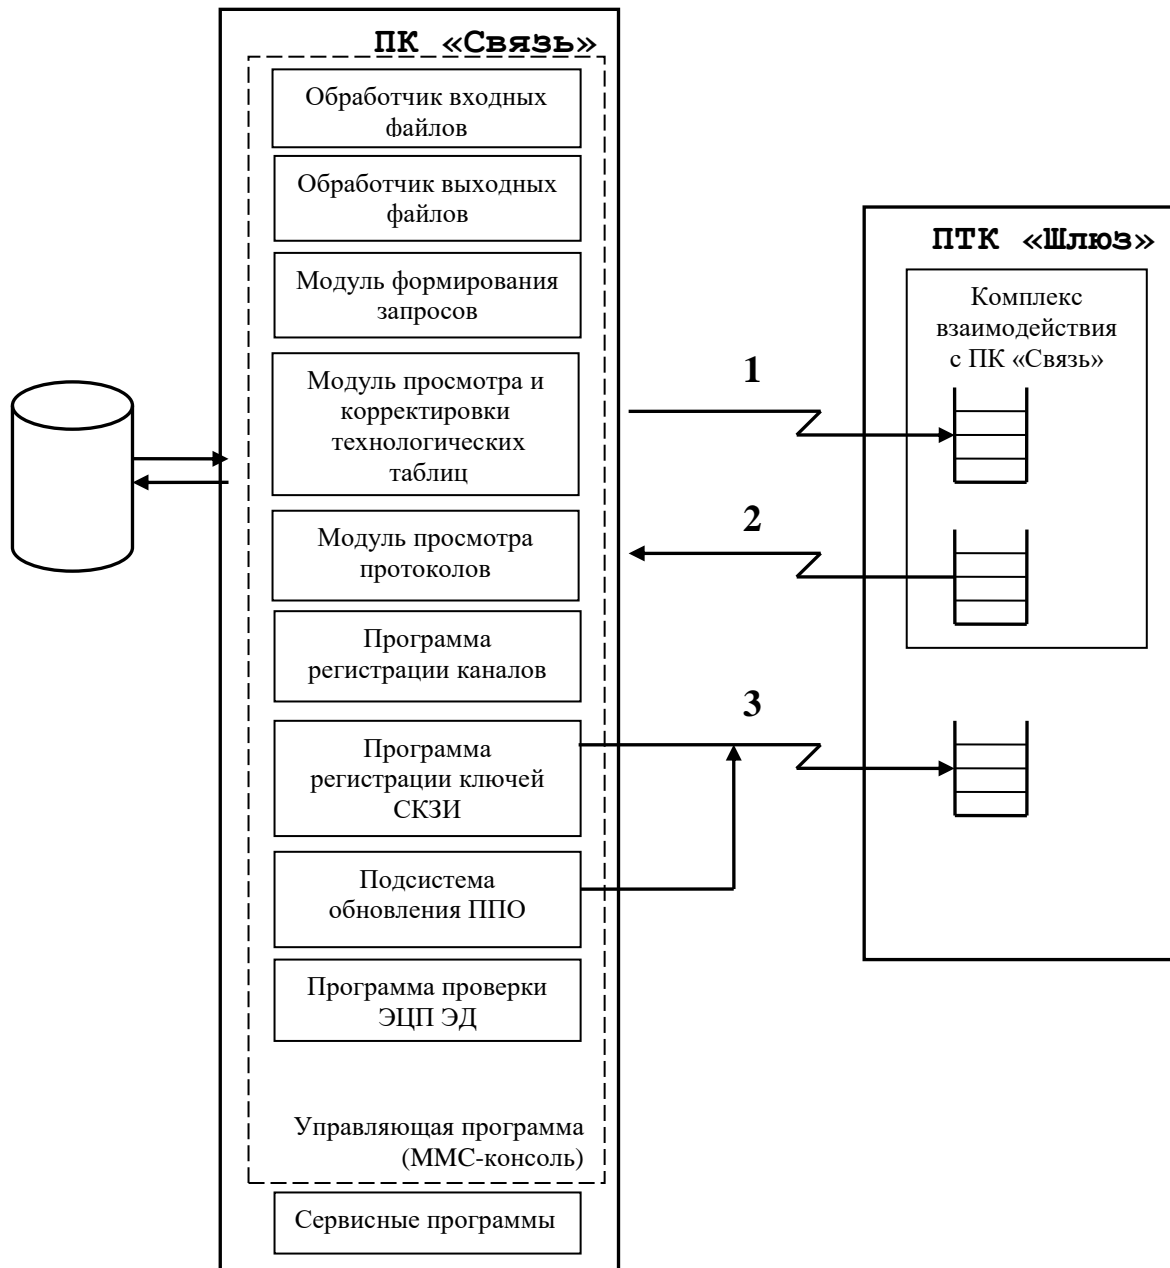 ПК «Связь»
Обработчик входных
файлов
Обработчик выходных
файлов
Модуль формирования
запросов
Модуль просмотра и
корректировки
технологических
таблиц
Модуль просмотра
протоколов
Программа
регистрации каналов
Программа
регистрации ключей
СКЗИ
Подсистема
обновления ППО
Программа проверки
ЭЦП ЭД
Управляющая программа
(ММС-консоль)
Сервисные программы
1
2
3
ПТК «Шлюз»
Комплекс
взаимодействия
с ПК «Связь»